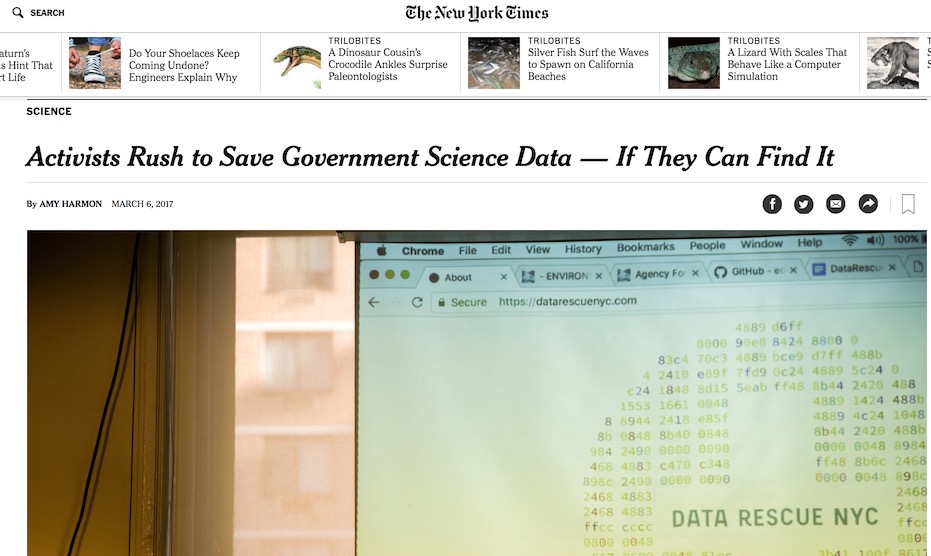 SEARCH
The New York Times
aturn's
s Hint That
rt Life
Do Your Shoelaces Keep
Coming Undone?
Engineers Explain Why
TRILOBITES
A Dinosaur Cousin's
Crocodile Ankles Surprise
Paleontologists
TRILOBITES
Silver Fish Surf the Waves
to Spawn on California
Beaches
TRILOBITES
A Lizard With Scales That
Behave Like a Computer
Simulation
SCIENCE
Activists Rush to Save Government Science Data — If They Can Find It
By AMY HARMON MARCH 6, 2017
Chrome File Edit View History Bookmarks People Window Help 100%
About - ENVIRON Agency Fo GitHub - ec DataRescu
Secure https://datarescuenyc.com
4889 d6ff
0000 90e8 8424 8800 0
83c4 70c3 4889 bce9 d7ff 488b
4 2410 e89f 7fd9 0c24 4889 5c24 0
c24 1848 8d15 5eab ff48 8b44 2420 488
1553 1661 0048 4889 1424 488b
8 8944 2418 e85f 4889 4c24 1048
8b 0848 8b40 0848 8b44 2420 488b
984 2490 0000 0090 0000 0048 8984
468 4883 c470 c348 ff48 8b6c 2468
898c 2490 0000 0090 0000 0048 898c
2468 4883 2468
2468 4883 DATA RESCUE NYC 2468
ffcc cccc ffcc
0800 0048 0800